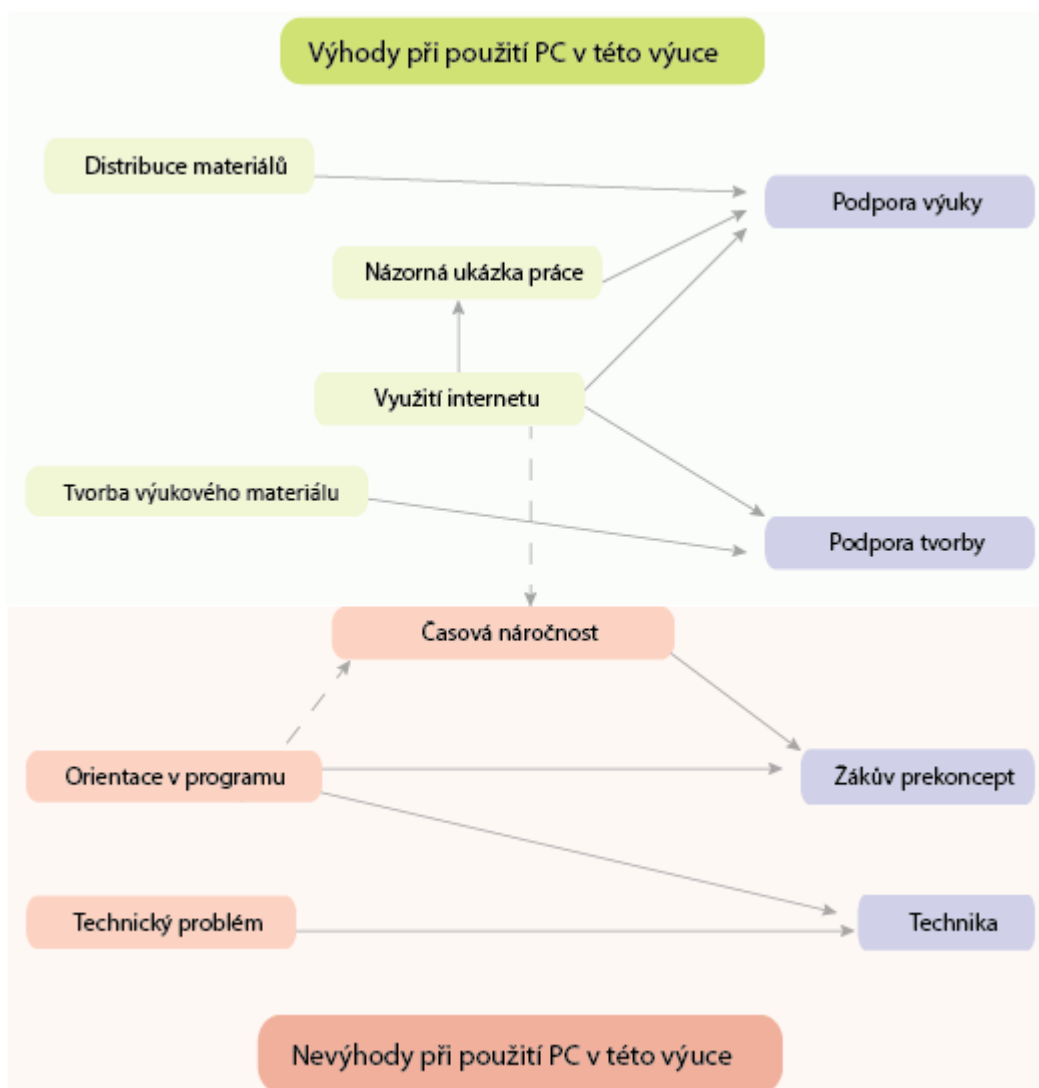 Výhody při použití PC v této výuce
Distribuce materiálů
Podpora výuky
Názorná ukázka práce
Využití internetu
Tvorba výukového materiálu
Podpora tvorby
Časová náročnost
Orientace v programu
Žákův prekoncept
Technický problém
Technika
Nevýhody při použití PC v této výuce